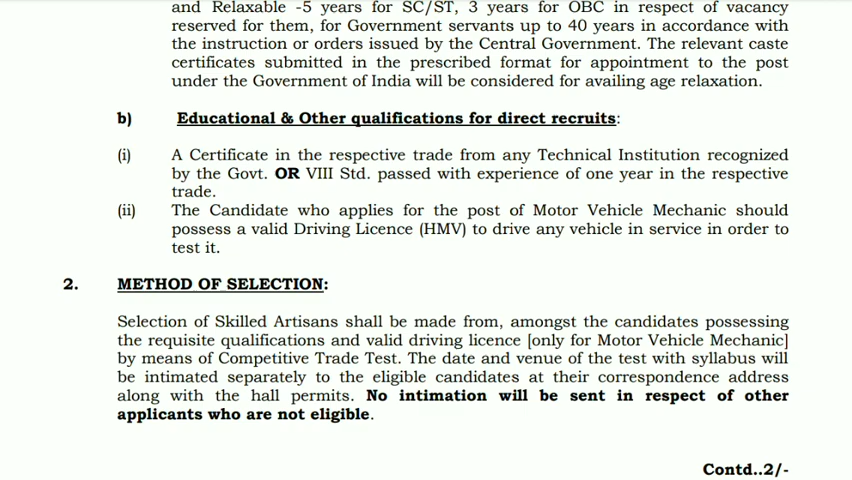 and Relaxable -5 years for SC/ST, 3 years for OBC in respect of vacancy
reserved for them, for Government servants up to 40 years in accordance with
the instruction or orders issued by the Central Government. The relevant caste
certificates submitted in the prescribed format for appointment to the post
under the Government of India will be considered for availing age relaxation.
b) Educational & Other qualifications for direct recruits:
(i) A Certificate in the respective trade from any Technical Institution recognized
by the Govt. OR VIII Std. passed with experience of one year in the respective
trade.
(ii) The Candidate who applies for the post of Motor Vehicle Mechanic should
possess a valid Driving Licence (HMV) to drive any vehicle in service in order to
test it.
2. METHOD OF SELECTION:
Selection of Skilled Artisans shall be made from, amongst the candidates possessing
the requisite qualifications and valid driving licence [only for Motor Vehicle Mechanic]
by means of Competitive Trade Test. The date and venue of the test with syllabus will
be intimated separately to the eligible candidates at their correspondence address
along with the hall permits. No intimation will be sent in respect of other
applicants who are not eligible.
Contd..2/-